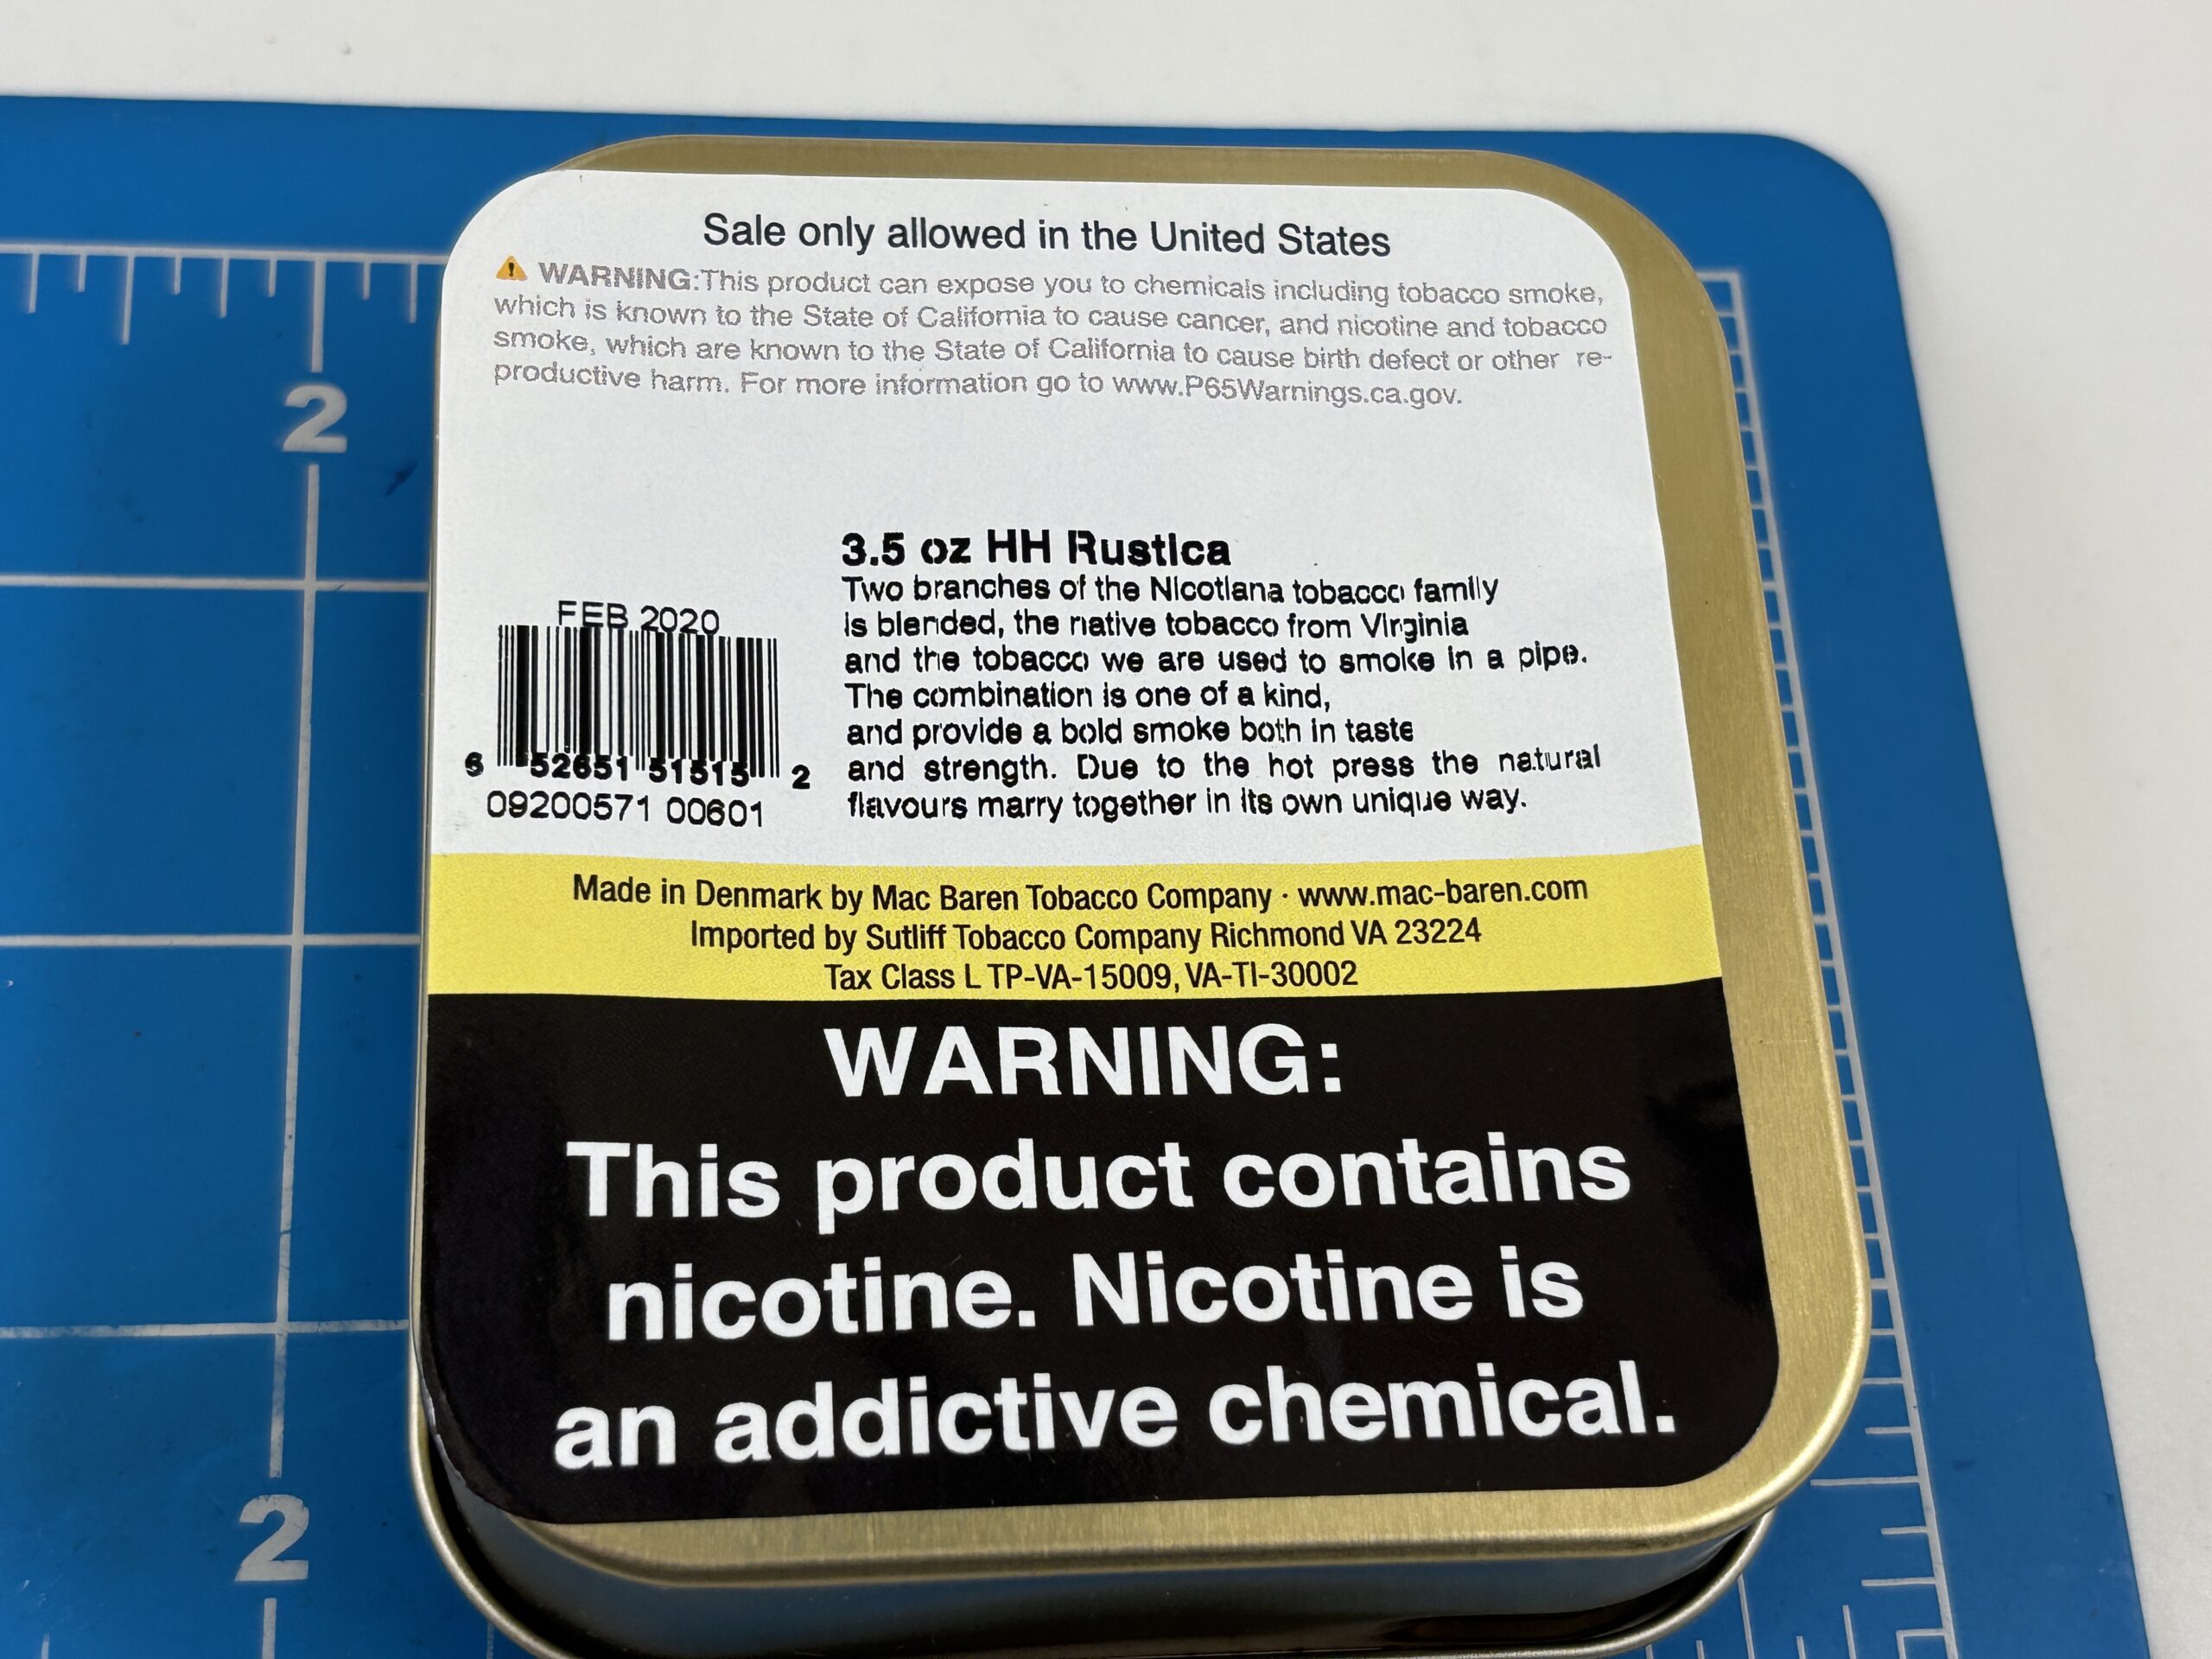 Sale only allowed in the United States
⚠ WARNING:This product can expose you to chemicals including tobacco smoke,
which is known to the State of California to cause cancer, and nicotine and tobacco
smoke, which are known to the State of California to cause birth defect or other re-
productive harm. For more information go to www.P65Warnings.ca.gov.
3.5 oz HH Rustica
Two branches of the Nicotiana tobacco family
is blended, the native tobacco from Virginia
and the tobacco we are used to smoke in a pipe.
The combination is one of a kind,
and provide a bold smoke both in taste
and strength. Due to the hot press the natural
flavours marry together in its own unique way.
FEB 2020
6 52651 51515 2
09200571 00601
Made in Denmark by Mac Baren Tobacco Company · www.mac-baren.com
Imported by Sutliff Tobacco Company Richmond VA 23224
Tax Class L TP-VA-15009, VA-TI-30002
WARNING:
This product contains
nicotine. Nicotine is
an addictive chemical.
2
2